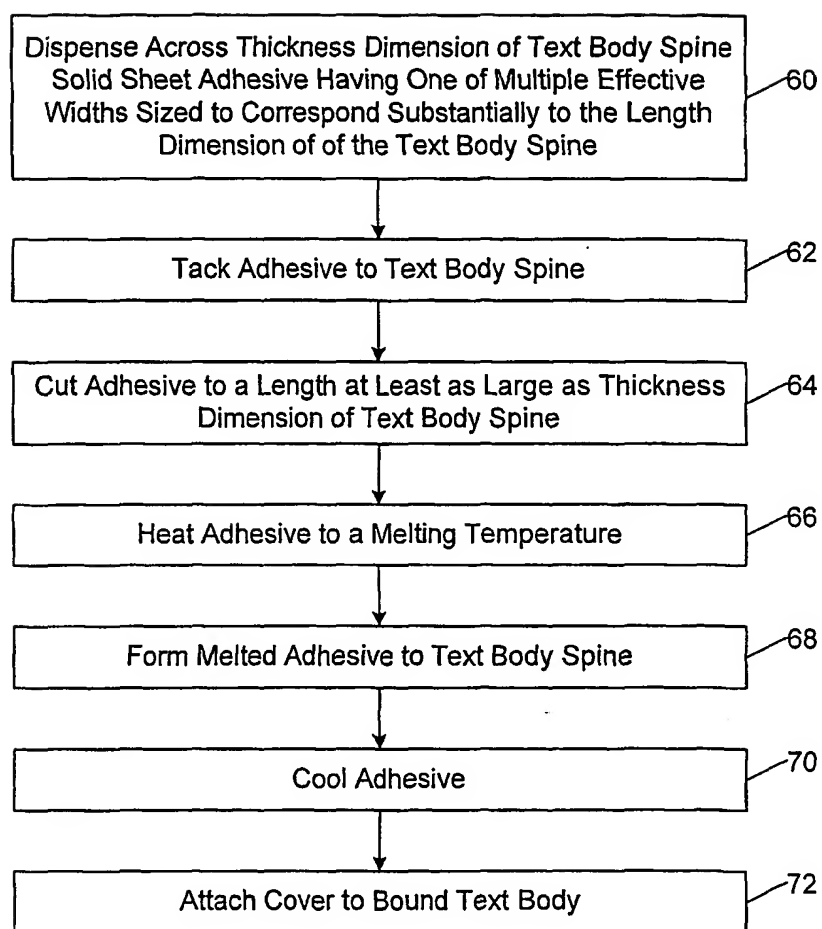 Dispense Across Thickness Dimension of Text Body Spine
Solid Sheet Adhesive Having One of Multiple Effective
Widths Sized to Correspond Substantially to the Length
Dimension of of the Text Body Spine
60
Tack Adhesive to Text Body Spine
62
Cut Adhesive to a Length at Least as Large as Thickness
Dimension of Text Body Spine
64
Heat Adhesive to a Melting Temperature
66
Form Melted Adhesive to Text Body Spine
68
Cool Adhesive
70
Attach Cover to Bound Text Body
72